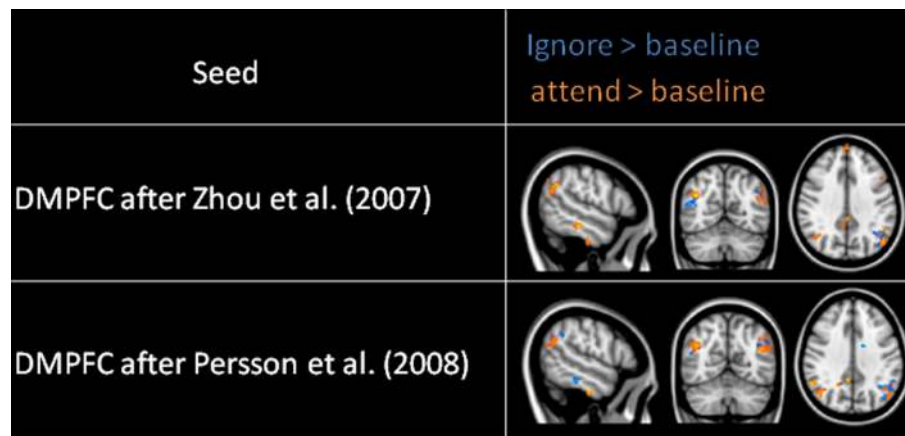 Seed
Ignore > baseline
attend > baseline
DMPFC after Zhou et al. (2007)
DMPFC after Persson et al. (2008)